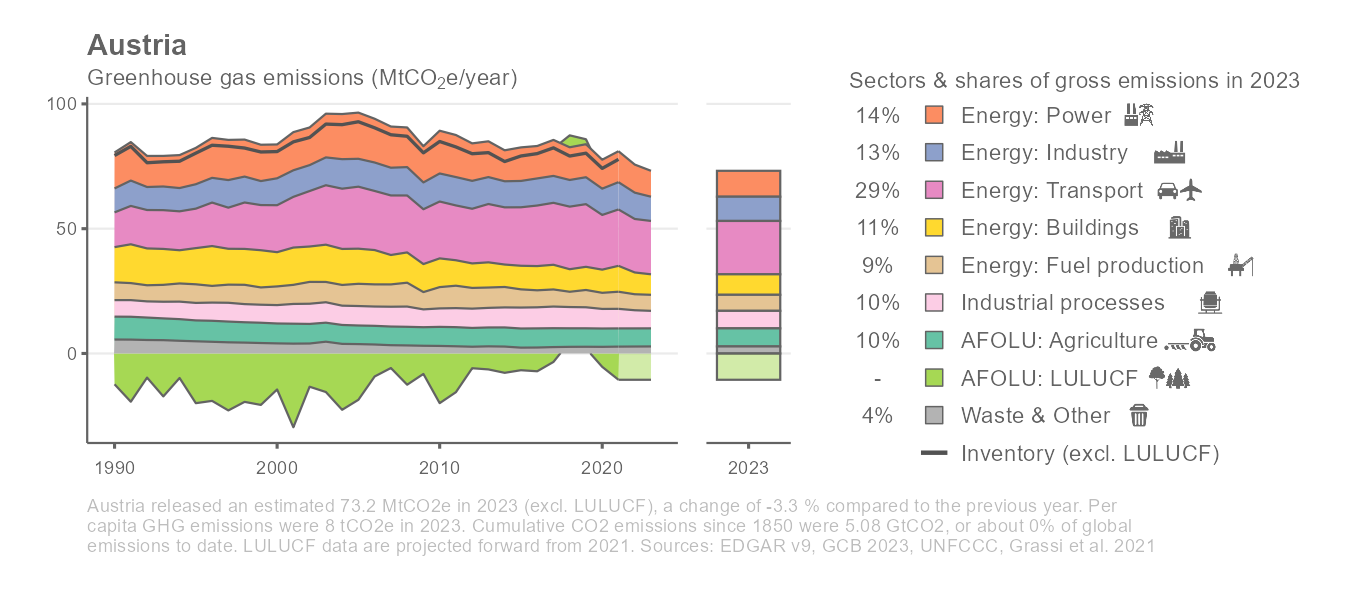 Austria
Greenhouse gas emissions (MtCO2e/year)
100
50
0
1990
2000
2010
2020
2023
Sectors & shares of gross emissions in 2023
14% Energy: Power
13% Energy: Industry
29% Energy: Transport
11% Energy: Buildings
9% Energy: Fuel production
10% Industrial processes
10% AFOLU: Agriculture
- AFOLU: LULUCF
4% Waste & Other
Inventory (excl. LULUCF)
Austria released an estimated 73.2 MtCO2e in 2023 (excl. LULUCF), a change of -3.3 % compared to the previous year. Per
capita GHG emissions were 8 tCO2e in 2023. Cumulative CO2 emissions since 1850 were 5.08 GtCO2, or about 0% of global
emissions to date. LULUCF data are projected forward from 2021. Sources: EDGAR v9, GCB 2023, UNFCCC, Grassi et al. 2021